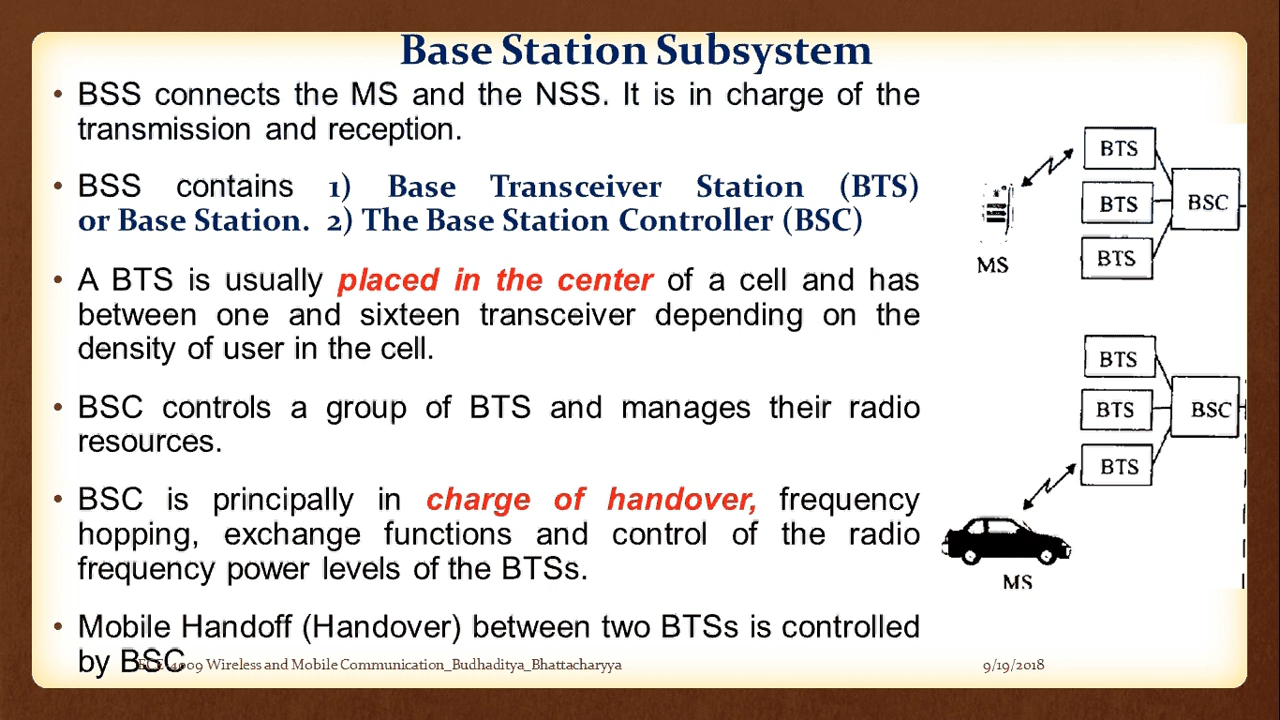 Base Station Subsystem
• BSS connects the MS and the NSS. It is in charge of the
transmission and reception.
• BSS contains 1) Base Transceiver Station (BTS)
or Base Station. 2) The Base Station Controller (BSC)
• A BTS is usually placed in the center of a cell and has
between one and sixteen transceiver depending on the
density of user in the cell.
• BSC controls a group of BTS and manages their radio
resources.
• BSC is principally in charge of handover, frequency
hopping, exchange functions and control of the radio
frequency power levels of the BTSs.
• Mobile Handoff (Handover) between two BTSs is controlled
by BSC
ECE 4009 Wireless and Mobile Communication_Budhaditya_Bhattacharyya
9/19/2018
BTS
BTS
BSC
BTS
MS
BTS
BTS
BSC
BTS
MS